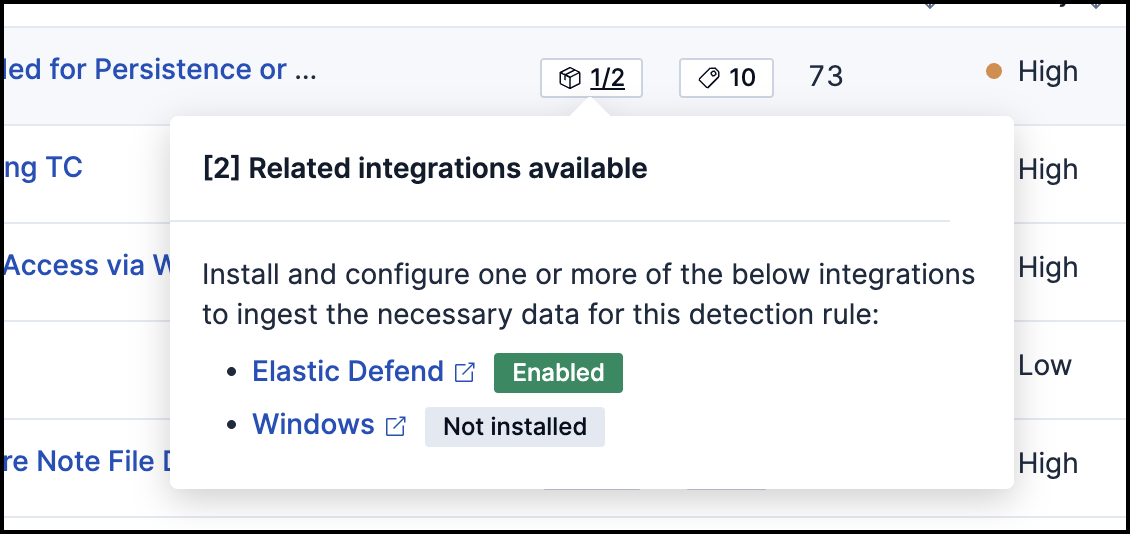 led for Persistence or ...
1/2
10
73
High
[2] Related integrations available
ng TC
High
Access via W
High
Install and configure one or more of the below integrations
to ingest the necessary data for this detection rule:
Elastic Defend
Enabled
Low
Windows
Not installed
re Note File D
High